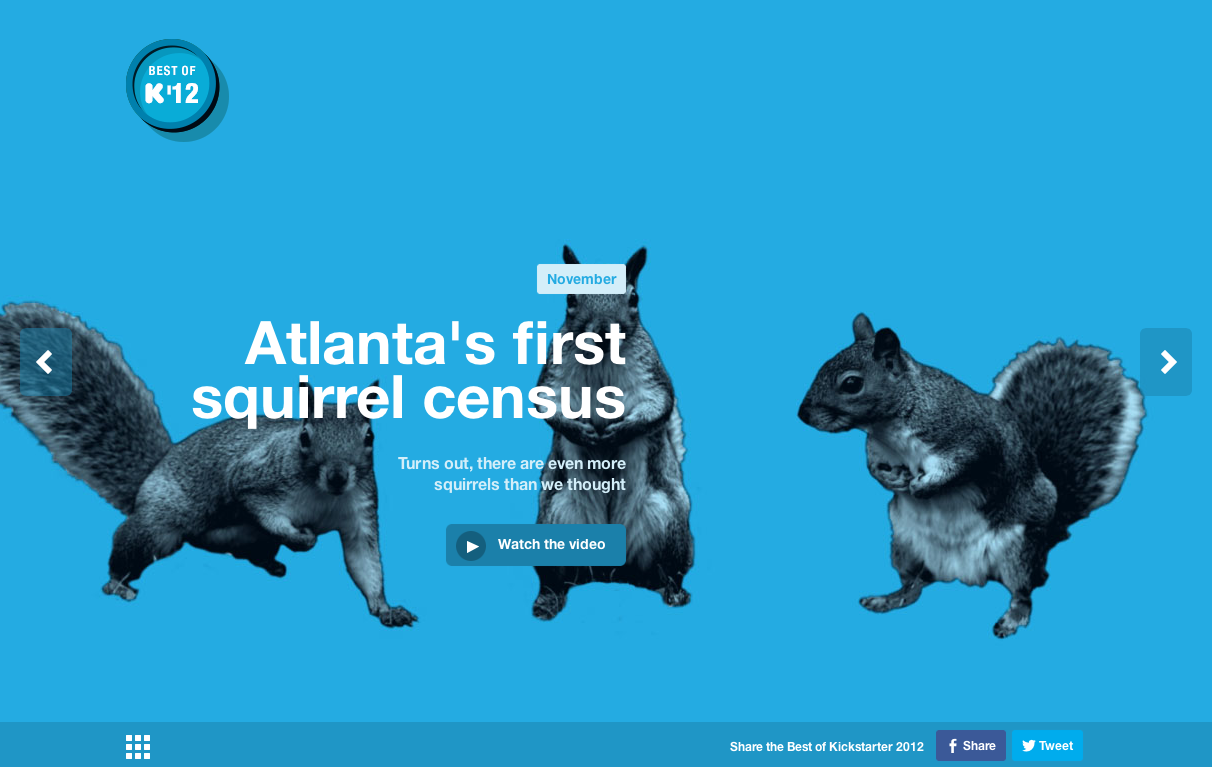 BEST OF
K'12
November
Atlanta's first
squirrel census
Turns out, there are even more
squirrels than we thought
Watch the video
Share the Best of Kickstarter 2012
Share
Tweet